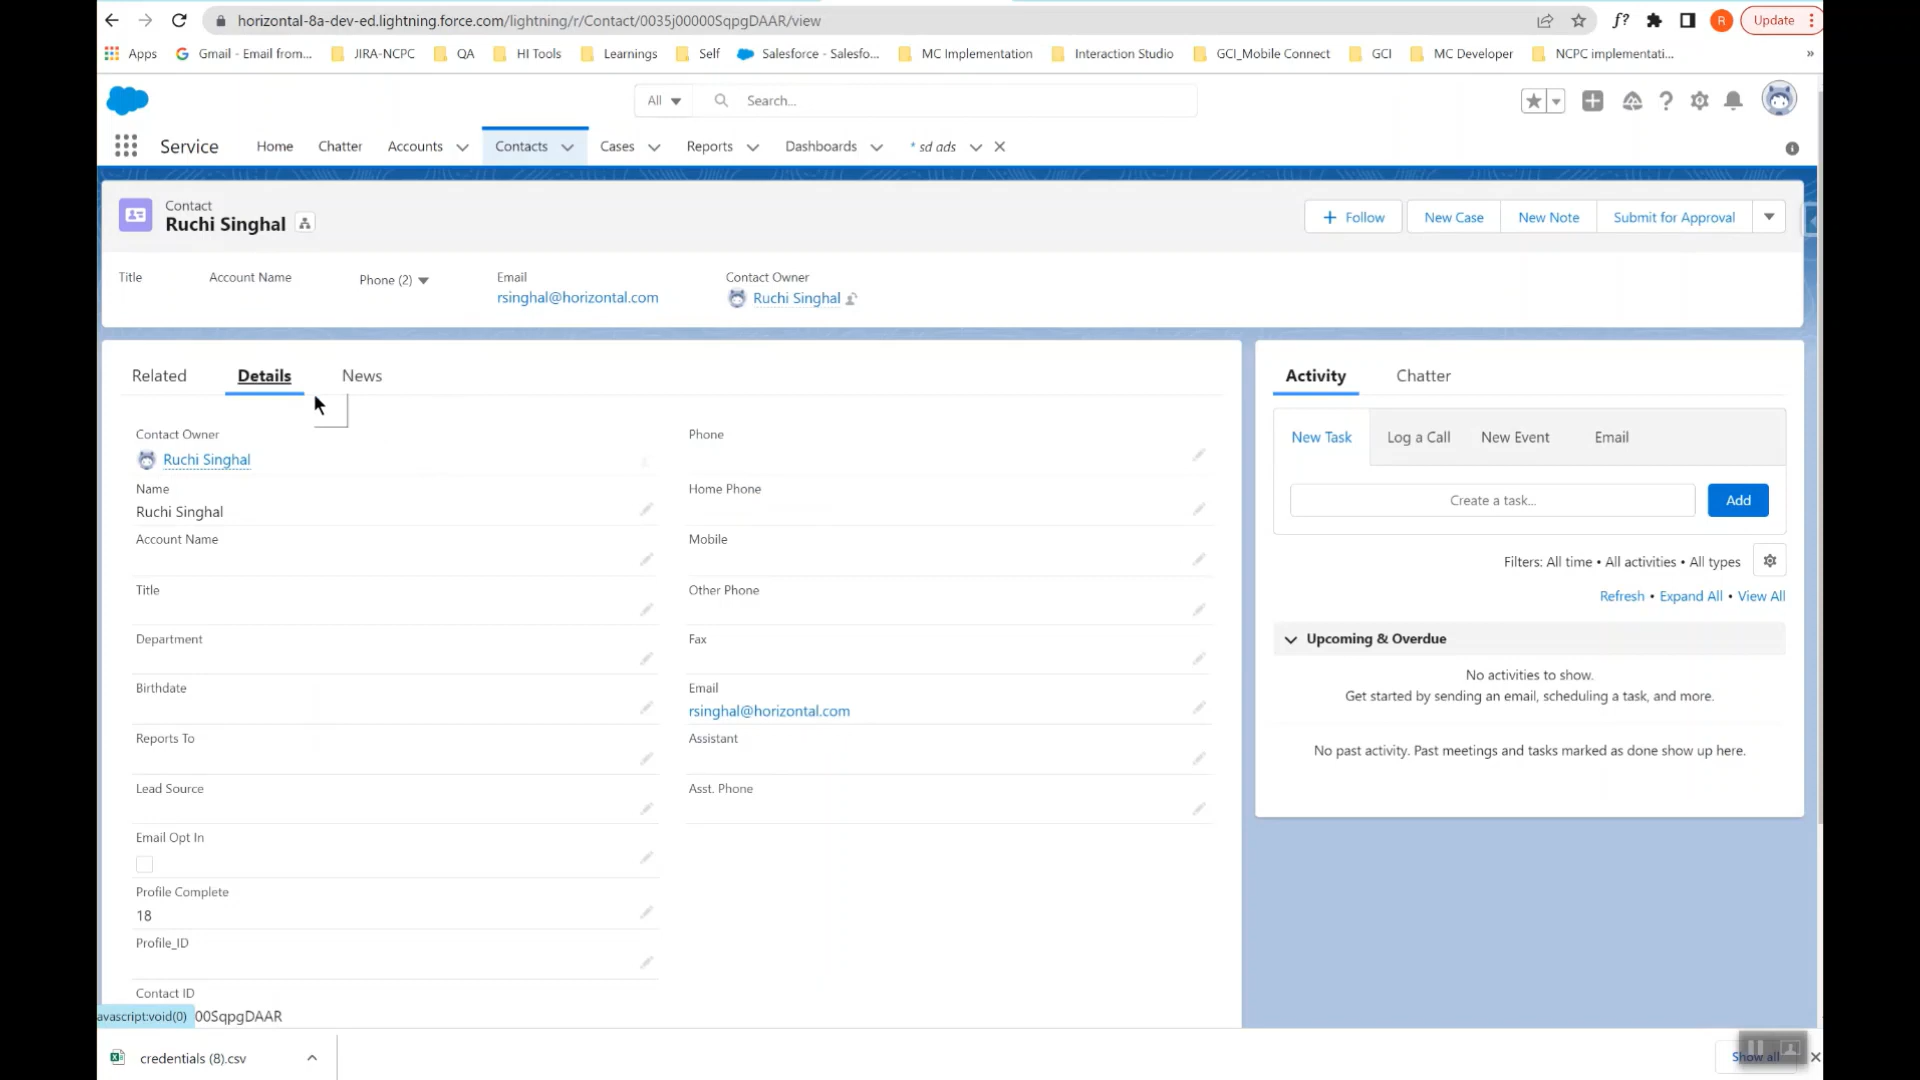 horizontal-8a-dev-ed.lightning.force.com/lightning/r/Contact/0035j00000SqpgDAAR/view
f?
R
Update
Apps
Gmail - Email from...
JIRA-NCPC
QA
HI Tools
Learnings
Self
Salesforce - Salesfo...
MC Implementation
Interaction Studio
GCI_Mobile Connect
GCI
MC Developer
NCPC implementati...
»
All
Search...
Service
Home
Chatter
Accounts
Contacts
Cases
Reports
Dashboards
* sd ads
Contact
Ruchi Singhal
+ Follow
New Case
New Note
Submit for Approval
Title
Account Name
Phone (2)
Email
rsinghal@horizontal.com
Contact Owner
Ruchi Singhal
Related
Details
News
Contact Owner
Ruchi Singhal
Name
Ruchi Singhal
Account Name
Title
Department
Birthdate
Reports To
Lead Source
Email Opt In
Profile Complete
18
Profile_ID
Contact ID
00SqpgDAAR
Phone
Home Phone
Mobile
Other Phone
Fax
Email
rsinghal@horizontal.com
Assistant
Asst. Phone
Activity
Chatter
New Task
Log a Call
New Event
Email
Create a task...
Add
Filters: All time • All activities • All types
Refresh • Expand All • View All
Upcoming & Overdue
No activities to show.
Get started by sending an email, scheduling a task, and more.
No past activity. Past meetings and tasks marked as done show up here.
avascript:void(0)
credentials (8).csv
Show all